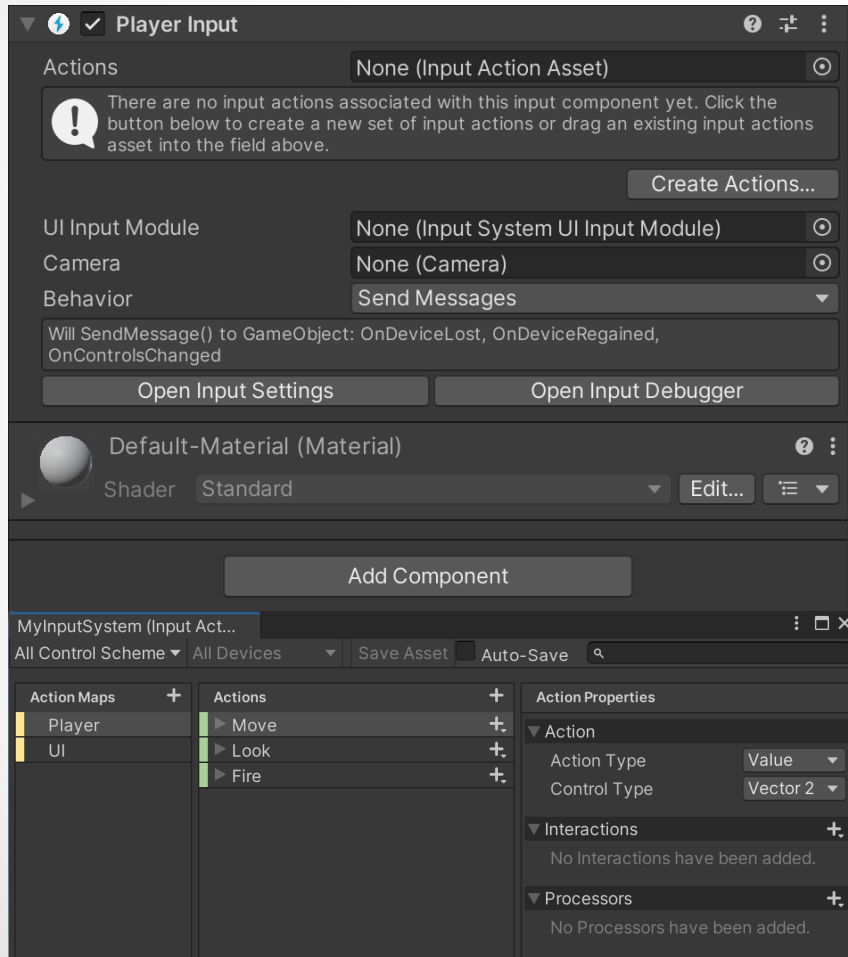 Player Input
Actions None (Input Action Asset)
There are no input actions associated with this input component yet. Click the
button below to create a new set of input actions or drag an existing input actions
asset into the field above.
Create Actions...
UI Input Module None (Input System UI Input Module)
Camera None (Camera)
Behavior Send Messages
Will SendMessage() to GameObject: OnDeviceLost, OnDeviceRegained,
OnControlsChanged
Open Input Settings Open Input Debugger
Default-Material (Material)
Shader Standard Edit...
Add Component
MyInputSystem (Input Act...
All Control Scheme All Devices Save Asset Auto-Save
Action Maps Actions Action Properties
Player Move Action
UI Look Action Type Value
Fire Control Type Vector 2
Interactions
No Interactions have been added.
Processors
No Processors have been added.